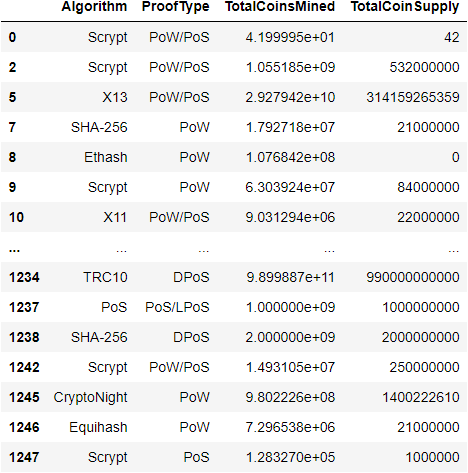 Algorithm ProofType TotalCoinsMined TotalCoinSupply
0 Scrypt PoW/PoS 4.199995e+01 42
2 Scrypt PoW/PoS 1.055185e+09 532000000
5 X13 PoW/PoS 2.927942e+10 314159265359
7 SHA-256 PoW 1.792718e+07 21000000
8 Ethash PoW 1.076842e+08 0
9 Scrypt PoW 6.303924e+07 84000000
10 X11 PoW/PoS 9.031294e+06 22000000
... ... ... ... ...
1234 TRC10 DPoS 9.899887e+11 990000000000
1237 PoS PoS/LPoS 1.000000e+09 1000000000
1238 SHA-256 DPoS 2.000000e+09 2000000000
1242 Scrypt PoW/PoS 1.493107e+07 250000000
1245 CryptoNight PoW 9.802226e+08 1400222610
1246 Equihash PoW 7.296538e+06 21000000
1247 Scrypt PoS 1.283270e+05 1000000